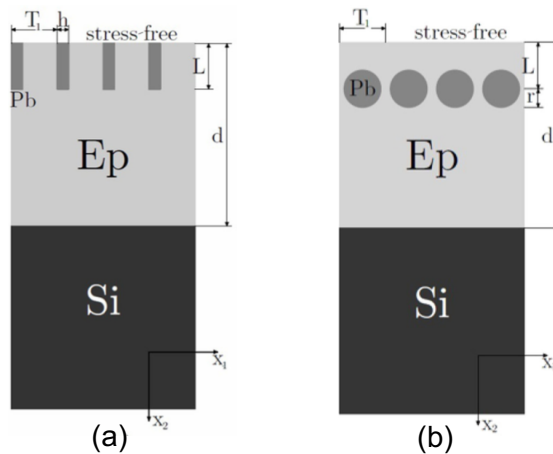 T₁ h stress-free
L
Pb
d
Ep
Si
x₁
x₂
(a)
T₁ stress-free
L
Pb r
d
Ep
Si
x
x₂
(b)